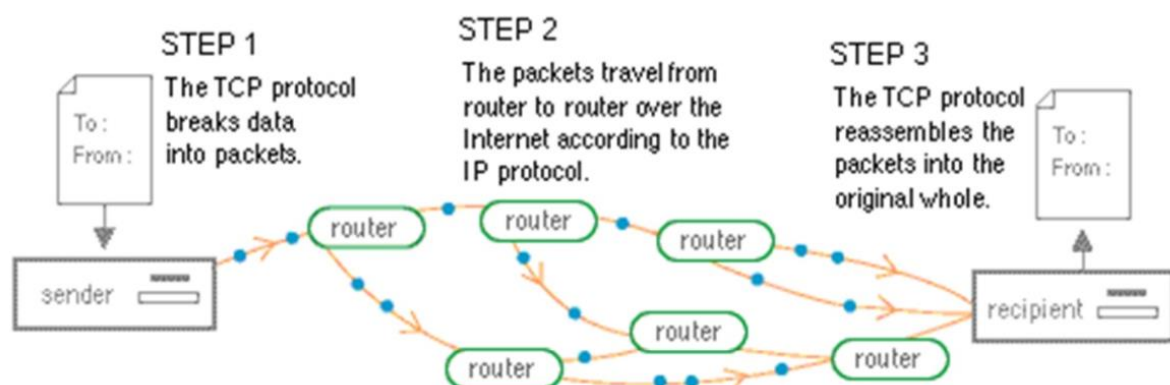 STEP 1
The TCP protocol
breaks data
into packets.
To :
From :
sender
STEP 2
The packets travel from
router to router over the
Internet according to the
IP protocol.
router
router
router
router
router
router
STEP 3
The TCP protocol
reassembles the
packets into the
original whole.
To :
From :
recipient